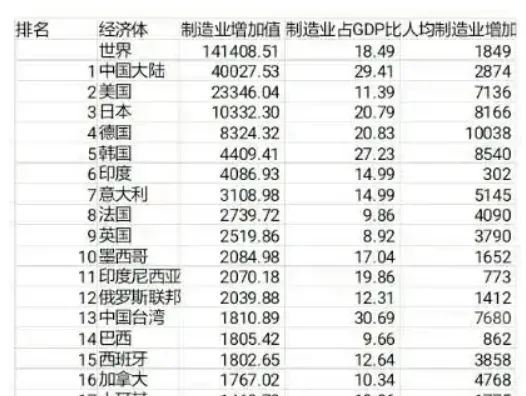 排名 经济体 制造业增加值 制造业占GDP比 人均制造业增加
世界 141408.51 18.49 1849
1 中国大陆 40027.53 29.41 2874
2 美国 23346.04 11.39 7136
3 日本 10332.30 20.79 8166
4 德国 8324.32 20.83 10038
5 韩国 4409.41 27.23 8540
6 印度 4086.93 14.99 302
7 意大利 3108.98 14.99 5145
8 法国 2739.72 9.86 4090
9 英国 2519.86 8.92 3790
10 墨西哥 2084.98 17.04 1652
11 印度尼西亚 2070.18 19.86 773
12 俄罗斯联邦 2039.88 12.31 1412
13 中国台湾 1810.89 30.69 7680
14 巴西 1805.42 9.66 862
15 西班牙 1802.65 12.64 3858
16 加拿大 1767.02 10.34 4768